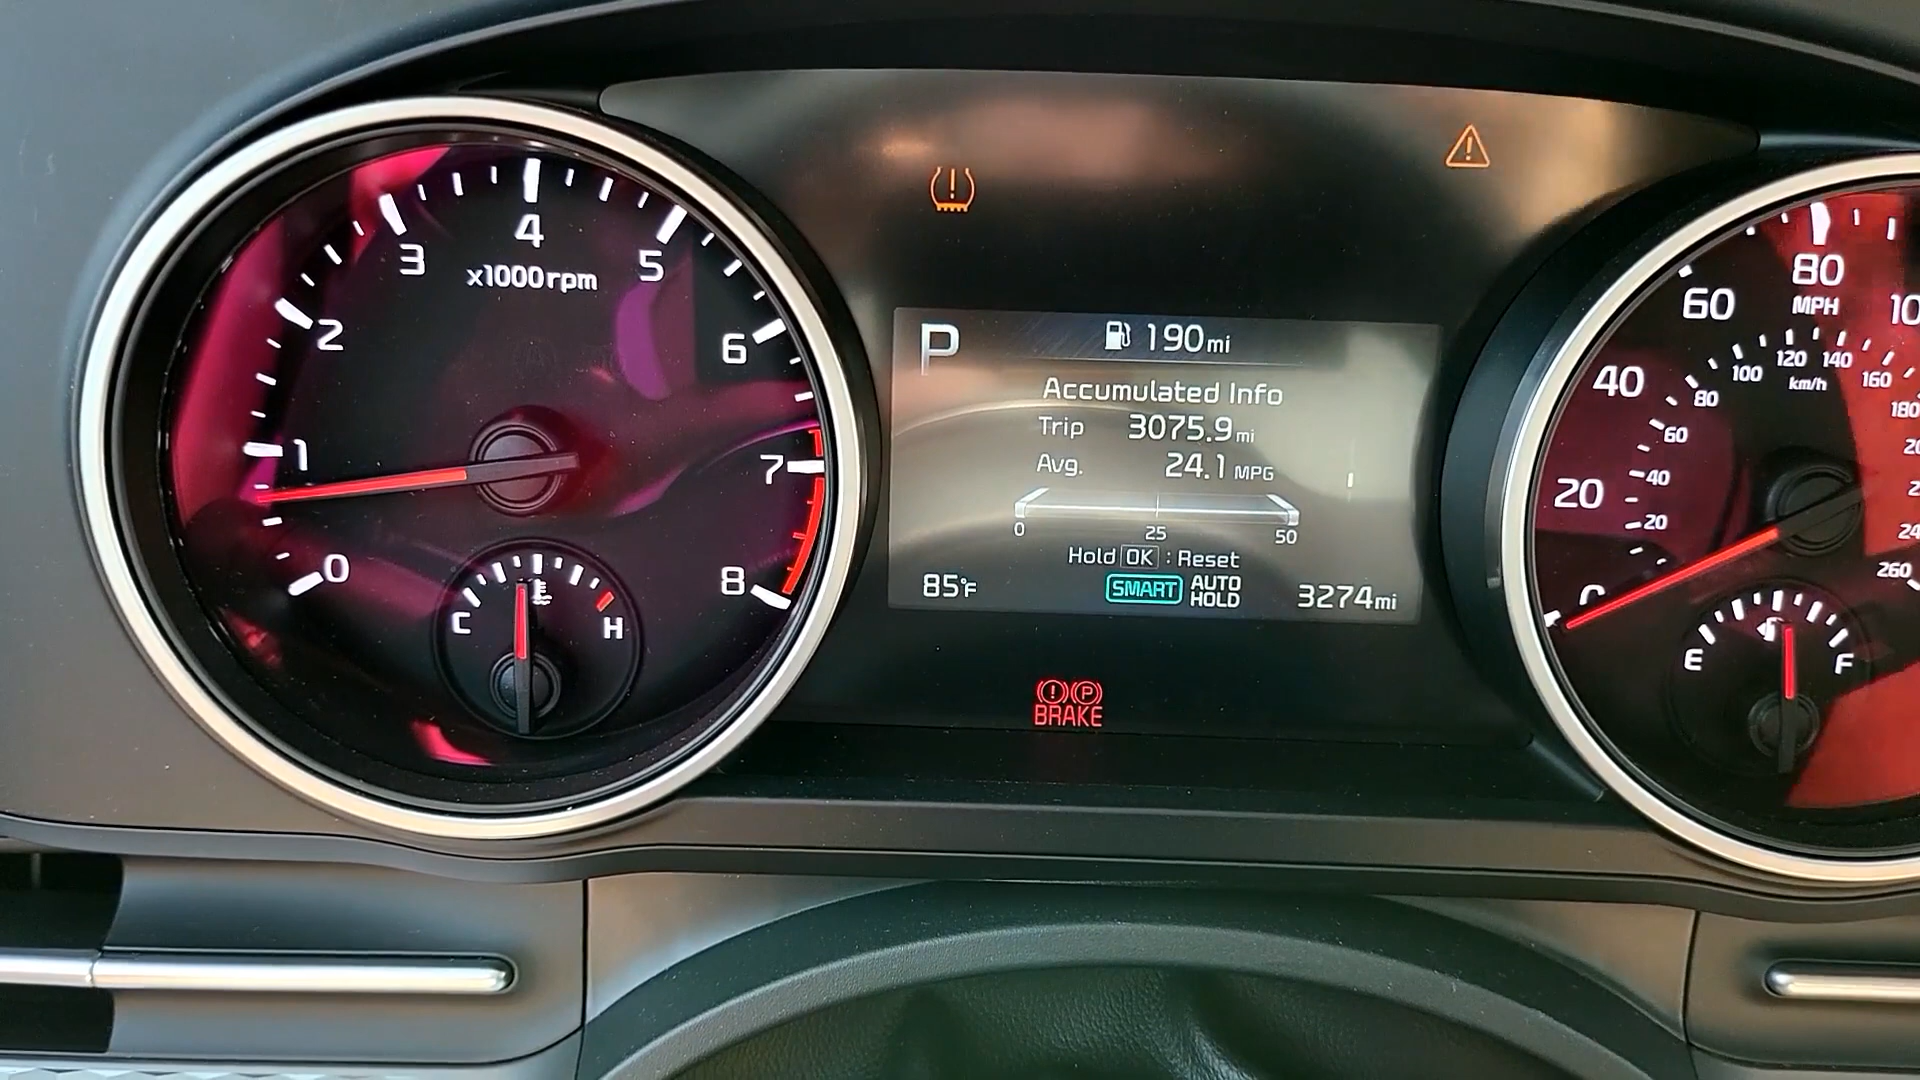 4
3
5
x1000rpm
2
6
1
7
0
8
C
H
P
190mi
Accumulated Info
Trip 3075.9mi
Avg. 24.1 MPG
0 25 50
Hold OK : Reset
85°F
SMART
AUTO
HOLD
3274mi
BRAKE
80
MPH
60
40
20
0
120
140
100
160
km/h
80
180
60
40
20
260
E
F